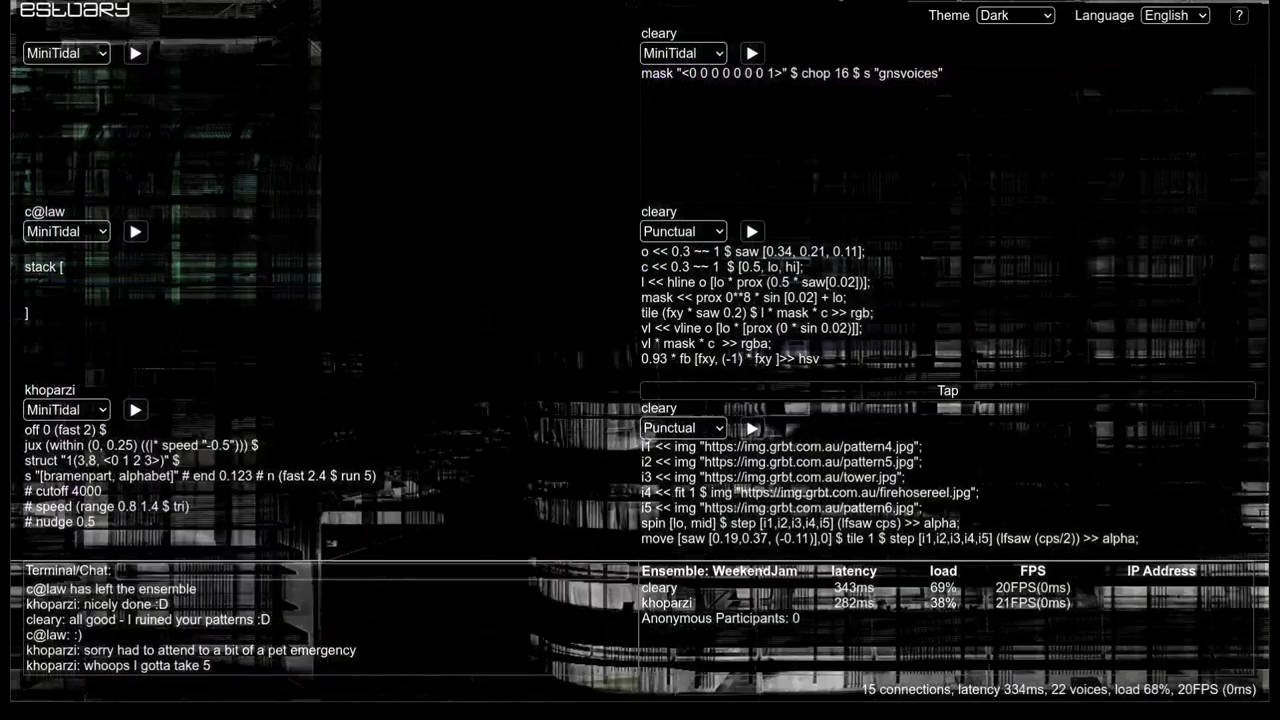 estuary
Theme Dark Language English ?
MiniTidal
cleary
MiniTidal
mask "<0 0 0 0 0 0 0 1>" $ chop 16 $ s "gnsvoices"
c@law
MiniTidal
stack [
]
cleary
Punctual
o << 0.3 ~~ 1 $ saw [0.34, 0.21, 0.11];
c << 0.3 ~~ 1  $ [0.5, lo, hi];
l << hline o [lo * prox (0.5 * saw[0.02])];
mask << prox 0**8 * sin [0.02] + lo;
tile (fxy * saw 0.2) $ l * mask * c >> rgb;
vl << vline o [lo * [prox (0 * sin 0.02)]];
vl * mask * c  >> rgba;
0.93 * fb [fxy, (-1) * fxy ]>> hsv
khoparzi
MiniTidal
off 0 (fast 2) $
jux (within (0, 0.25) ((|* speed "-0.5"))) $
struct "1(3,8, <0 1 2 3>)" $
s "[bramenpart, alphabet]" # end 0.123 # n (fast 2.4 $ run 5)
# cutoff 4000
# speed (range 0.8 1.4 $ tri)
# nudge 0.5
Tap
cleary
Punctual
i1 << img "https://img.grbt.com.au/pattern4.jpg";
i2 << img "https://img.grbt.com.au/pattern5.jpg";
i3 << img "https://img.grbt.com.au/tower.jpg";
i4 << fit 1 $ img "https://img.grbt.com.au/firehosereel.jpg";
i5 << img "https://img.grbt.com.au/pattern6.jpg";
spin [lo, mid] $ step [i1,i2,i3,i4,i5] (lfsaw cps) >> alpha;
move [saw [0.19,0.37, (-0.11)],0] $ tile 1 $ step [i1,i2,i3,i4,i5] (lfsaw (cps/2)) >> alpha;
Terminal/Chat:
c@law has left the ensemble
khoparzi: nicely done :D
cleary: all good - I ruined your patterns :D
c@law: :)
khoparzi: sorry had to attend to a bit of a pet emergency
khoparzi: whoops I gotta take 5
Ensemble: WeekendJam latency load FPS IP Address
cleary 343ms 69% 20FPS(0ms)
khoparzi 282ms 38% 21FPS(0ms)
Anonymous Participants: 0
15 connections, latency 334ms, 22 voices, load 68%, 20FPS (0ms)